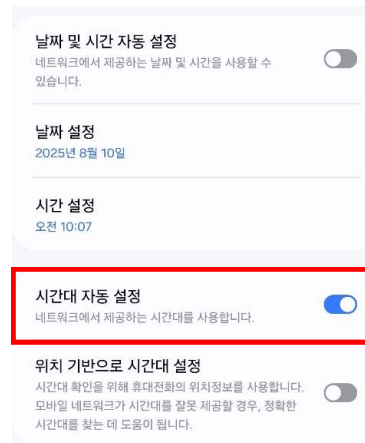 날짜 및 시간 자동 설정
네트워크에서 제공하는 날짜 및 시간을 사용할 수
있습니다.
날짜 설정
2025년 8월 10일
시간 설정
오전 10:07
시간대 자동 설정
네트워크에서 제공하는 시간대를 사용합니다.
위치 기반으로 시간대 설정
시간대 확인을 위해 휴대전화의 위치정보를 사용합니다.
모바일 네트워크가 시간대를 잘못 제공할 경우, 정확한
시간대를 찾는 데 도움이 됩니다.